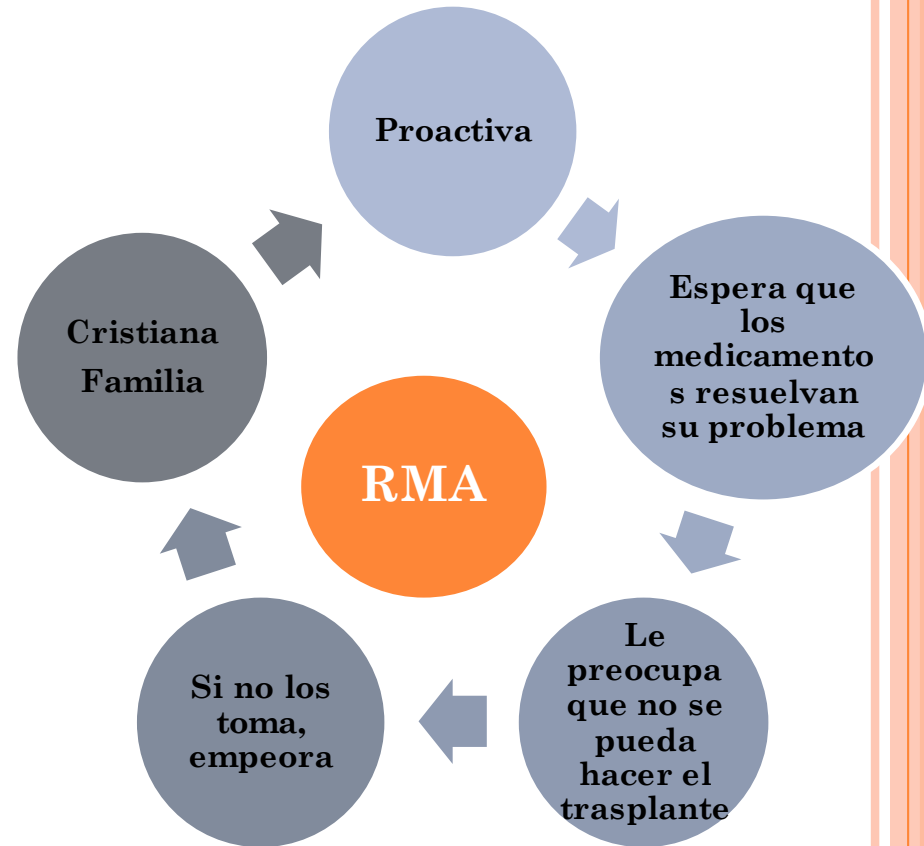 Proactiva
Espera que
los
medicamento
s resuelvan
su problema
Le
preocupa
que no se
pueda
hacer el
trasplante
Si no los
toma,
empeora
Cristiana
Familia
RMA